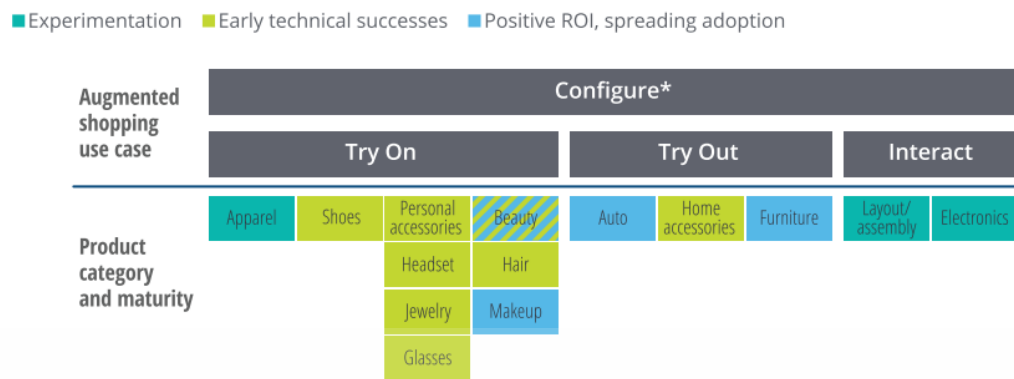 Experimentation Early technical successes Positive ROI, spreading adoption
Augmented
shopping
use case
Configure*
Try On Try Out Interact
Product
category
and maturity
Apparel Shoes Personal
accessories Beauty Auto Home
accessories Furniture Layout/
assembly Electronics
Headset Hair
Jewelry Makeup
Glasses